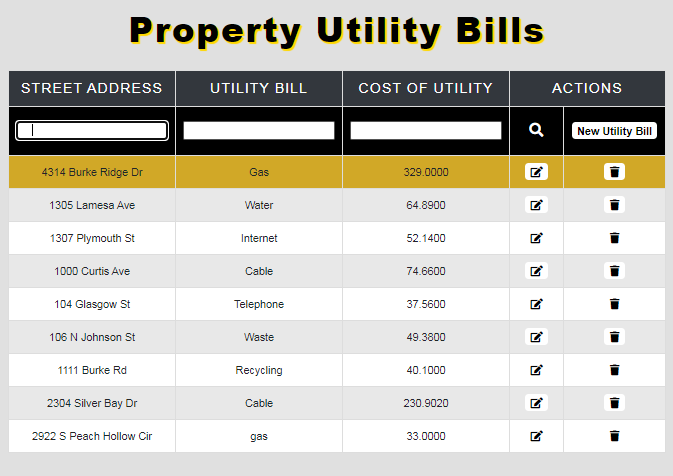 Property Utility Bills
STREET ADDRESS UTILITY BILL COST OF UTILITY ACTIONS
New Utility Bill
4314 Burke Ridge Dr Gas 329.0000
1305 Lamesa Ave Water 64.8900
1307 Plymouth St Internet 52.1400
1000 Curtis Ave Cable 74.6600
104 Glasgow St Telephone 37.5600
106 N Johnson St Waste 49.3800
1111 Burke Rd Recycling 40.1000
2304 Silver Bay Dr Cable 230.9020
2922 S Peach Hollow Cir gas 33.0000